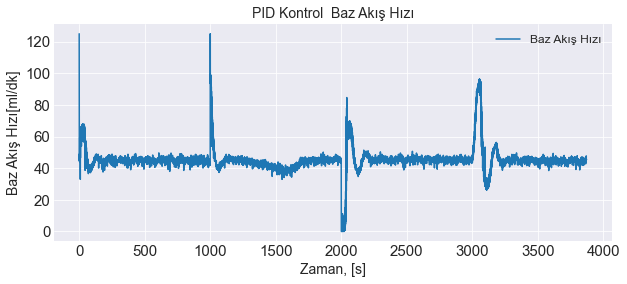 PID Kontrol  Baz Akış Hızı
Baz Akış Hızı
Baz Akış Hızı[ml/dk]
120
100
80
60
40
20
0
0 500 1000 1500 2000 2500 3000 3500 4000
Zaman, [s]